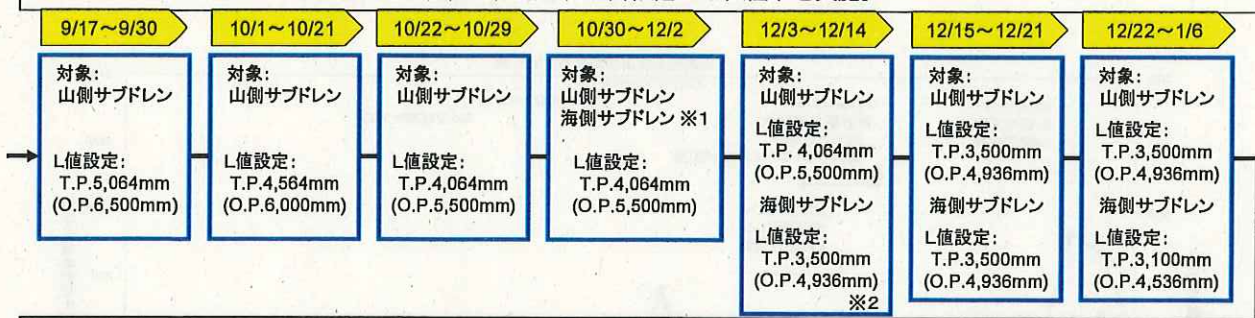 9/17～9/30
対象:
山側サブドレン
L値設定:
T.P.5,064mm
(O.P.6,500mm)
10/1～10/21
対象:
山側サブドレン
L値設定:
T.P.4,564mm
(O.P.6,000mm)
10/22～10/29
対象:
山側サブドレン
L値設定:
T.P.4,064mm
(O.P.5,500mm)
10/30～12/2
対象:
山側サブドレン
海側サブドレン ※1
L値設定:
T.P.4,064mm
(O.P.5,500mm)
12/3～12/14
対象:
山側サブドレン
L値設定:
T.P. 4,064mm
(O.P.5,500mm)
海側サブドレン
L値設定:
T.P.3,500mm
(O.P.4,936mm)
※2
12/15～12/21
対象:
山側サブドレン
L値設定:
T.P.3,500mm
(O.P.4,936mm)
海側サブドレン
L値設定:
T.P.3,500mm
(O.P.4,936mm)
12/22～1/6
対象:
山側サブドレン
L値設定:
T.P.3,500mm
(O.P.4,936mm)
海側サブドレン
L値設定:
T.P.3,100mm
(O.P.4,536mm)